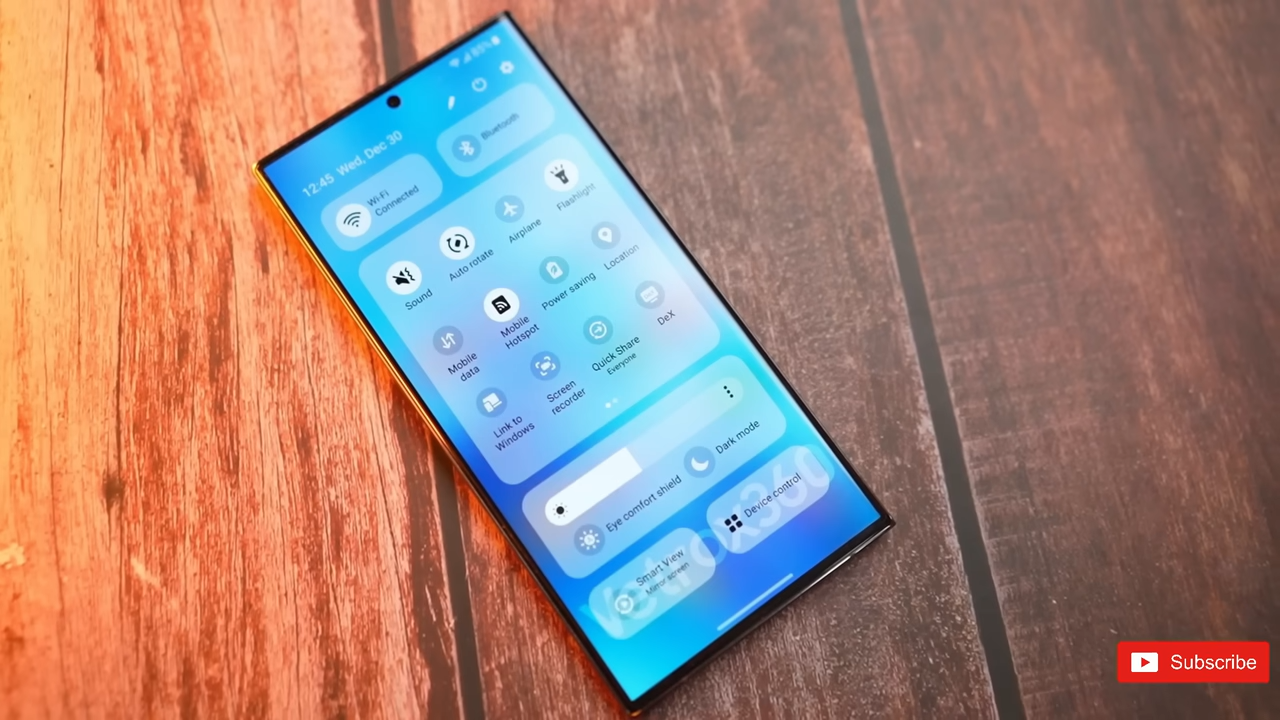 85%
12:45 Wed, Dec 30
Wi-Fi
Connected
Bluetooth
Sound
Auto rotate
Airplane
Flashlight
Mobile
data
Mobile
Hotspot
Power saving
Location
Link to
Windows
Screen
recorder
Quick Share
Everyone
DeX
Eye comfort shield
Dark mode
Smart View
Mirror screen
Device control
vetrox360
Subscribe